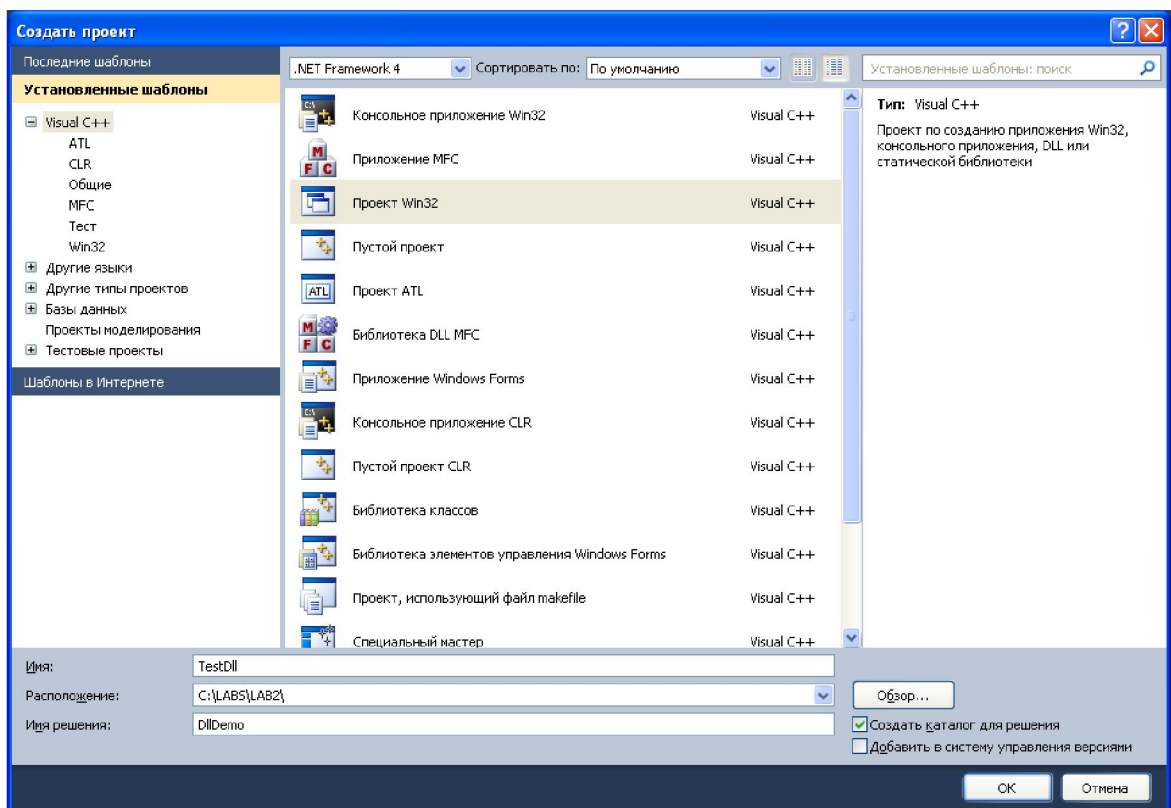 Создать проект
Последние шаблоны
Установленные шаблоны
Visual C++
ATL
CLR
Общие
MFC
Тест
Win32
Другие языки
Другие типы проектов
Базы данных
Проекты моделирования
Тестовые проекты
Шаблоны в Интернете
.NET Framework 4 Сортировать по: По умолчанию
Установленные шаблоны: поиск
Консольное приложение Win32 Visual C++
Приложение MFC Visual C++
Проект Win32 Visual C++
Пустой проект Visual C++
Проект ATL Visual C++
Библиотека DLL MFC Visual C++
Приложение Windows Forms Visual C++
Консольное приложение CLR Visual C++
Пустой проект CLR Visual C++
Библиотека классов Visual C++
Библиотека элементов управления Windows Forms Visual C++
Проект, использующий файл makefile Visual C++
Специальный мастер Visual C++
Тип: Visual C++
Проект по созданию приложения Win32,
консольного приложения, DLL или
статической библиотеки
Имя: TestDll
Расположение: C:\LABS\LAB2\
Обзор...
Имя решения: DllDemo
Создать каталог для решения
Добавить в систему управления версиями
OK Отмена